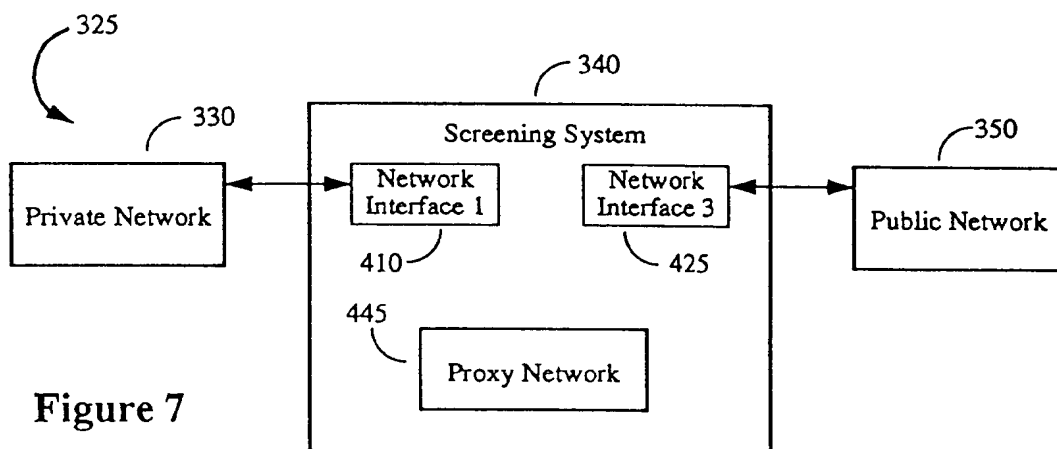 325
340
330
Screening System
350
Network
Interface 1
Network
Interface 3
Private Network
Public Network
410
425
445
Proxy Network
Figure 7